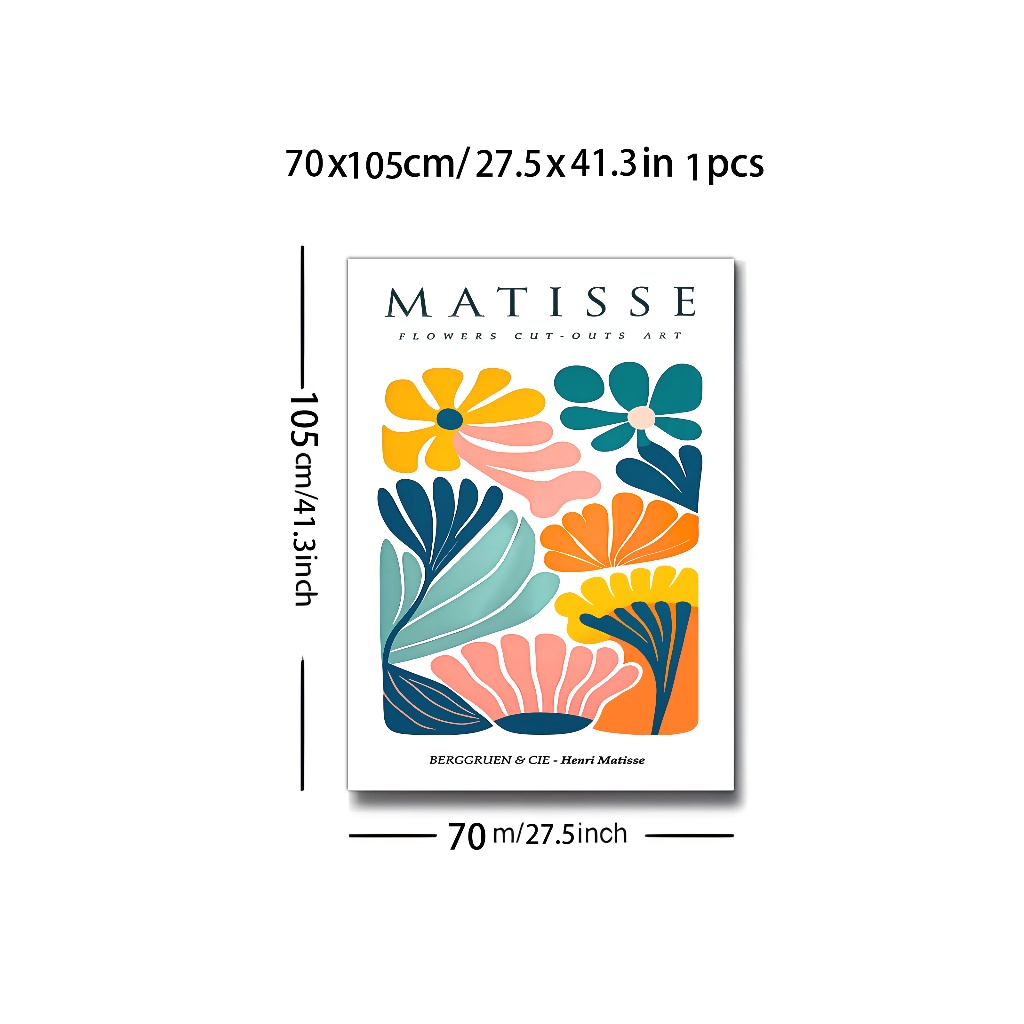 70x105cm/27.5x41.3in 1pcs
MATISSE
FLOWERS CUT-OUTS ART
105cm/41.3inch
BERGGRUEN & CIE - Henri Matisse
70 m/27.5inch